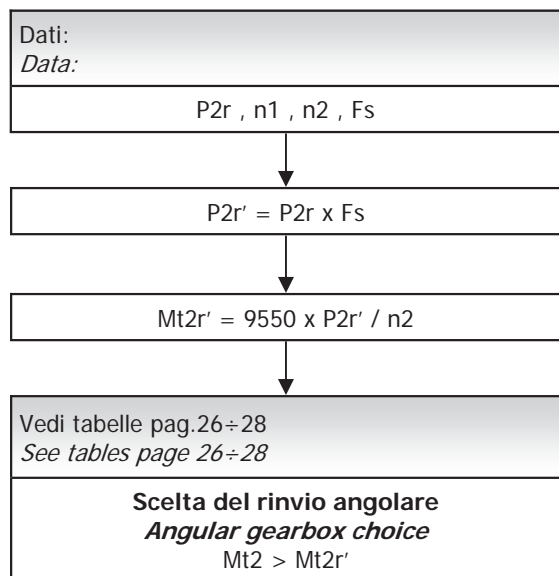 Dati:
Data:
P2r , n1 , n2 , Fs
P2r' = P2r x Fs
Mt2r' = 9550 x P2r' / n2
Vedi tabelle pag.26÷28
See tables page 26÷28
Scelta del rinvio angolare
Angular gearbox choice
Mt2 > Mt2r'